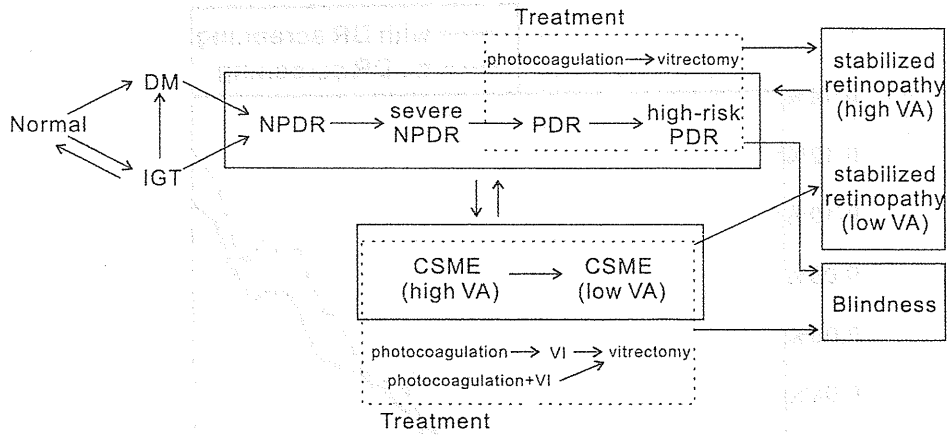 Treatment
photocoagulation vitrectomy
DM
Normal
IGT
NPDR
severe
NPDR
PDR
high-risk
PDR
stabilized
retinopathy
(high VA)
stabilized
retinopathy
(low VA)
CSME
(high VA)
CSME
(low VA)
Blindness
photocoagulation VI vitrectomy
photocoagulation+VI
Treatment